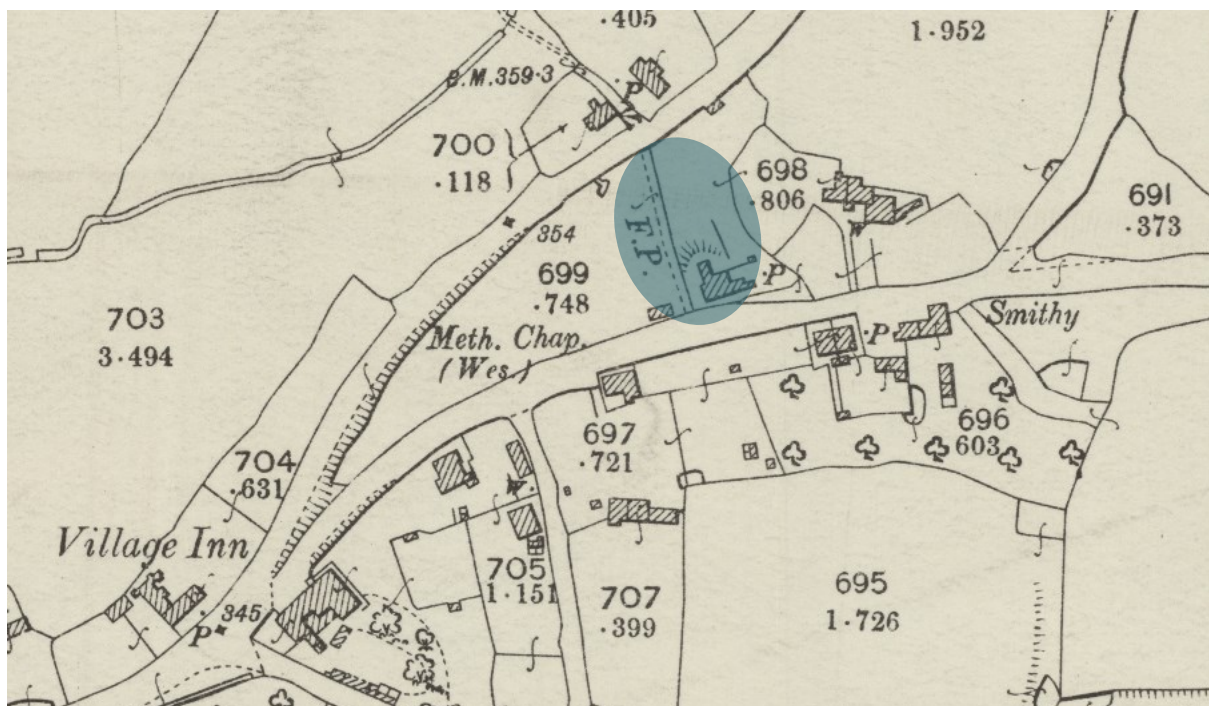 .405
1.952
B.M.359.3
P
700
.118
698
.806
691
.373
F.P.
354
699
.748
P
703
3.494
Meth. Chap.
(Wes.)
Smithy
P
W
696
603
697
.721
704
.631
W.
Village Inn
705
1.151
707
.399
695
1.726
345
P